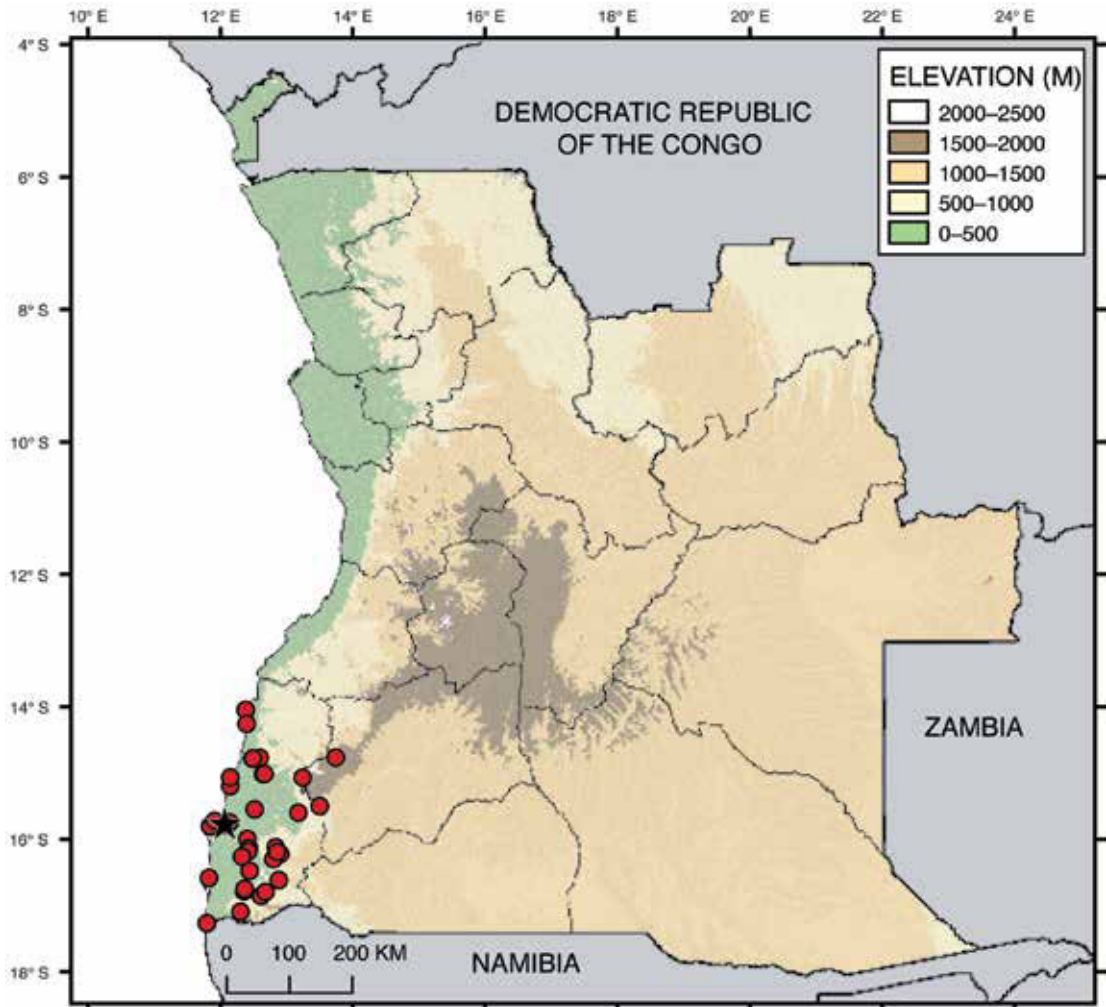 10° E 12° E 14° E 16° E 18° E 20° E 22° E 24° E
4° S
6° S
8° S
10° S
12° S
14° S
16° S
18° S
ELEVATION (M)
2000–2500
1500–2000
1000–1500
500–1000
0–500
DEMOCRATIC REPUBLIC
OF THE CONGO
ZAMBIA
NAMIBIA
0 100 200 KM